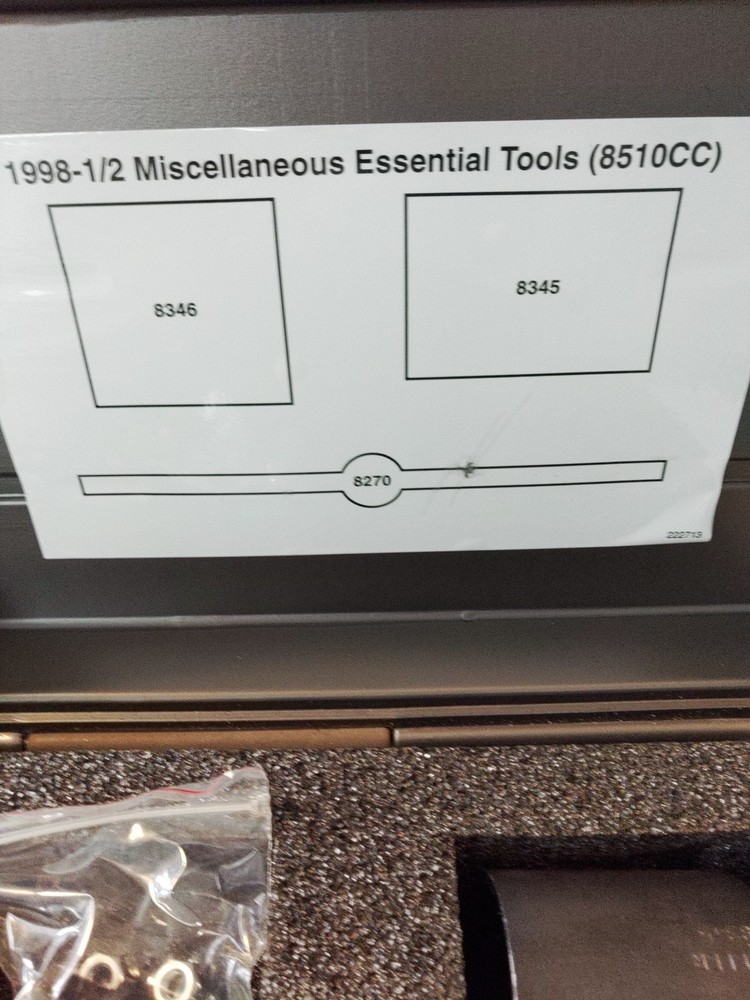 1998-1/2 Miscellaneous Essential Tools (8510CC)
8346
8345
8270
222713